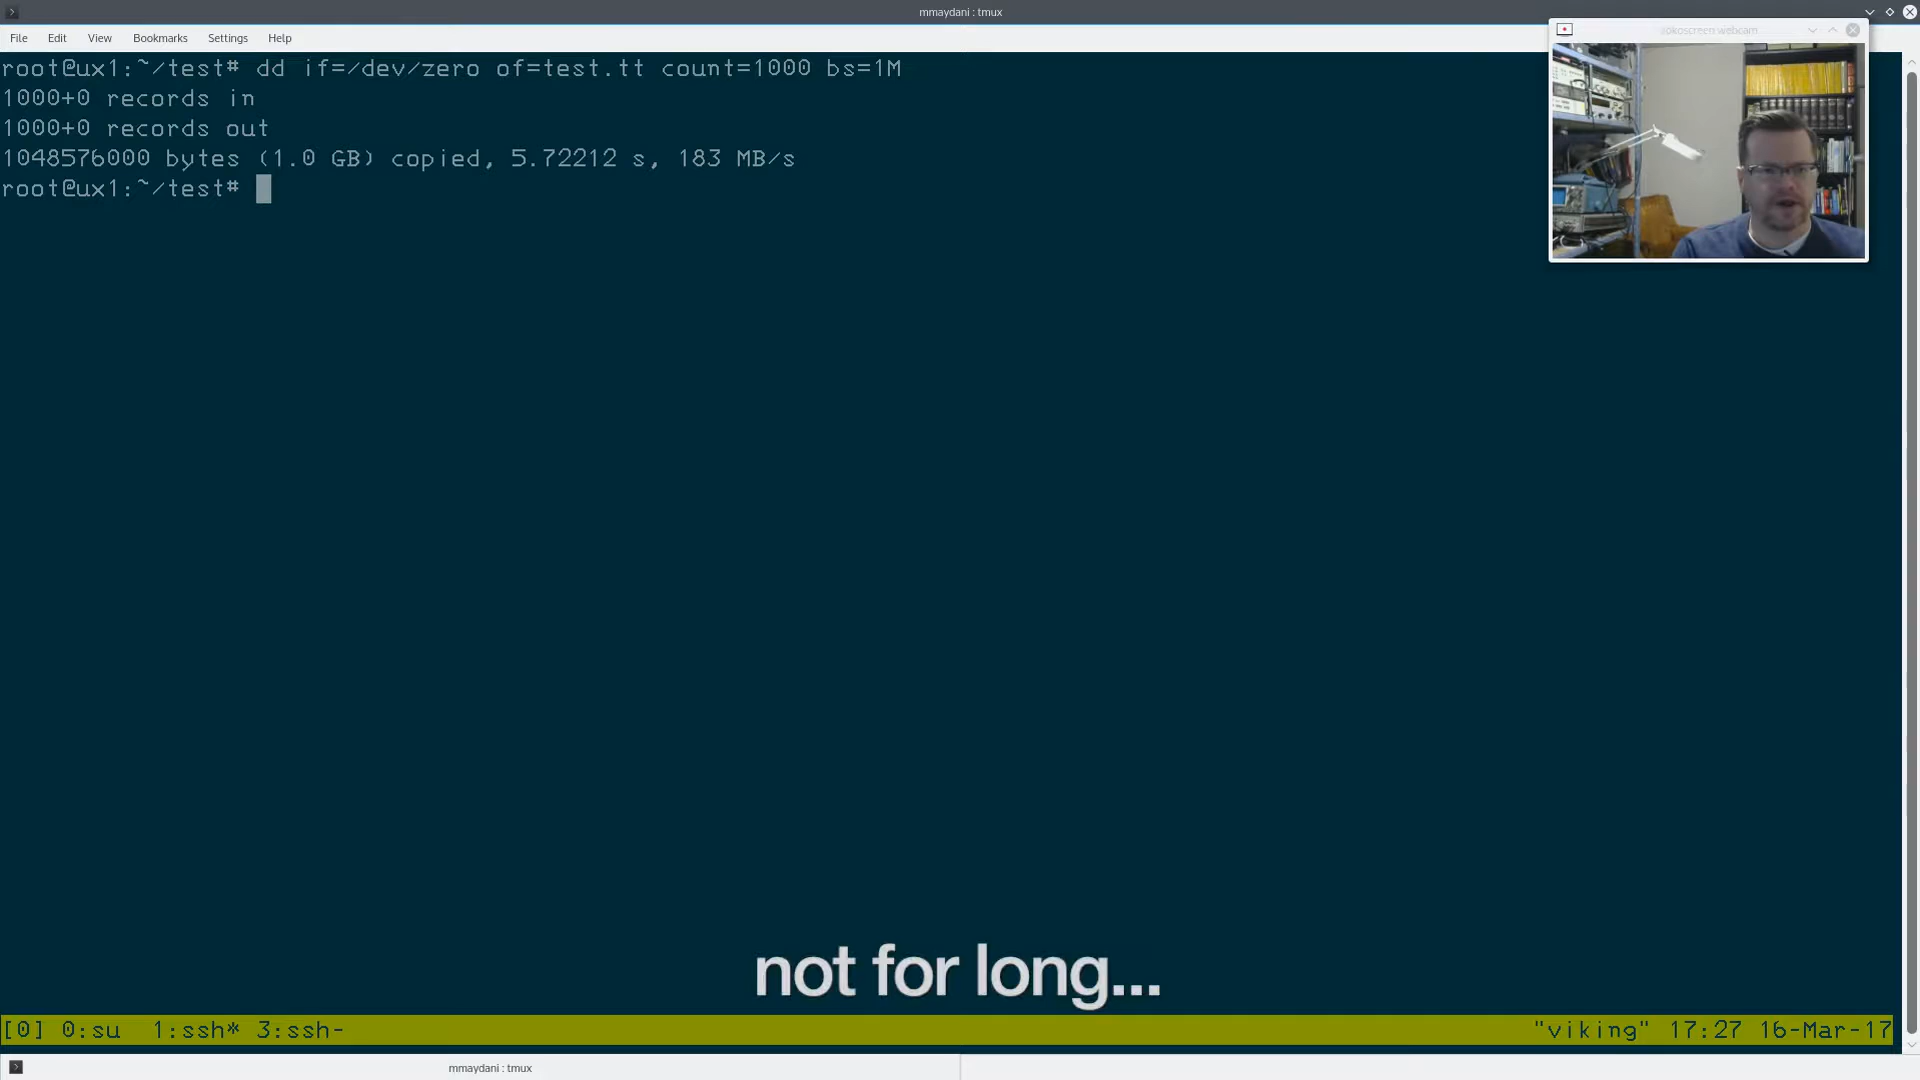 mmaydani : tmux
File Edit View Bookmarks Settings Help
root@ux1:~/test# dd if=/dev/zero of=test.tt count=1000 bs=1M
1000+0 records in
1000+0 records out
1048576000 bytes (1.0 GB) copied, 5.72212 s, 183 MB/s
root@ux1:~/test#
not for long...
[0] 0:su 1:ssh* 3:ssh- "viking" 17:27 16-Mar-17
mmaydani : tmux